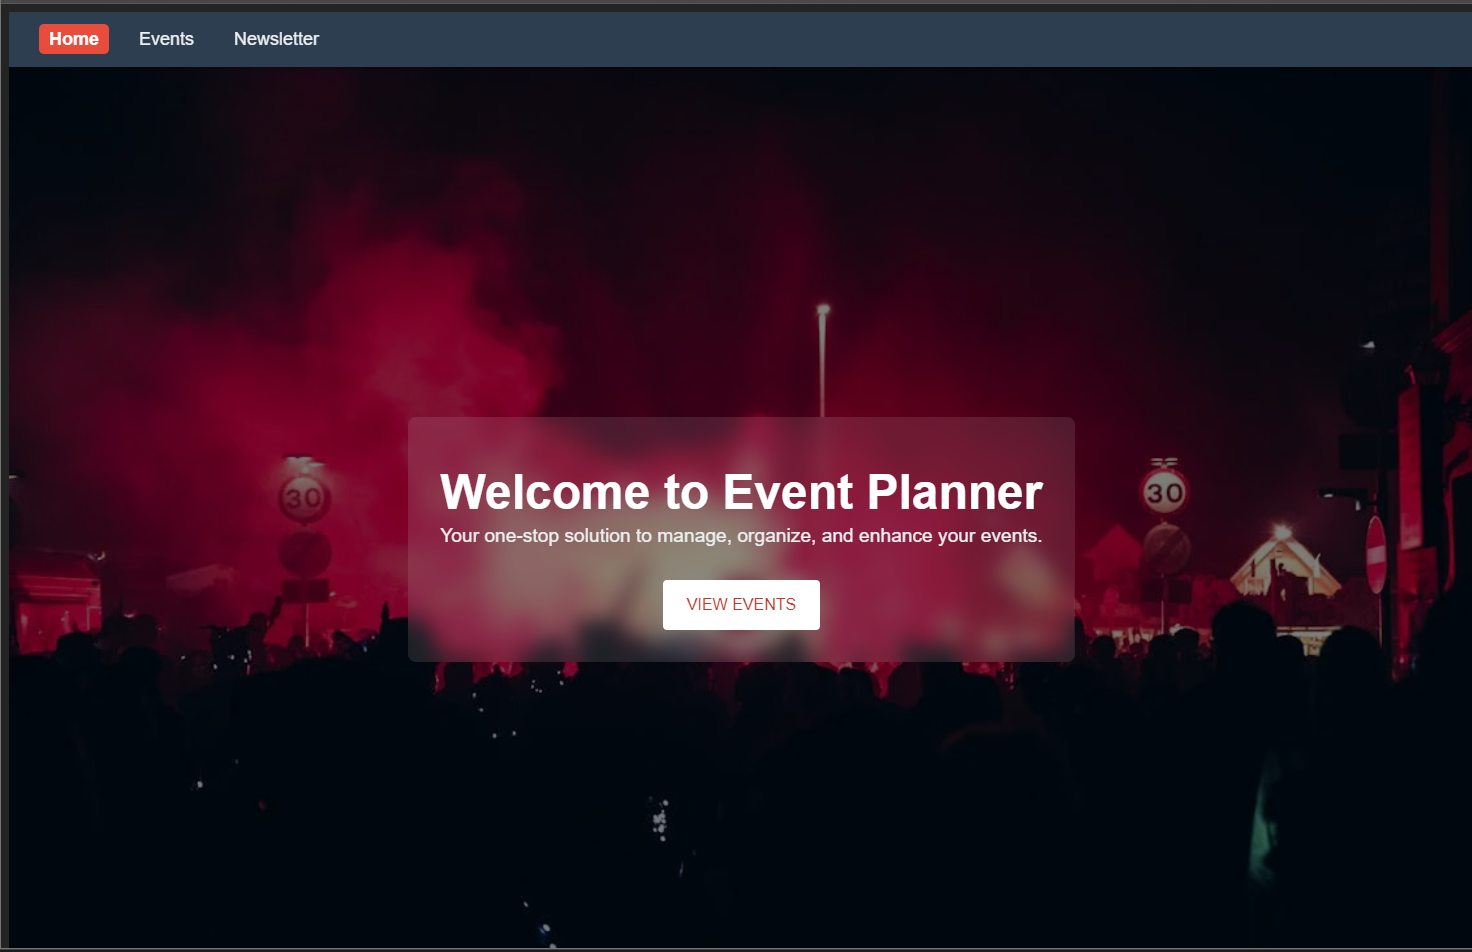 Home Events Newsletter
Welcome to Event Planner
Your one-stop solution to manage, organize, and enhance your events.
VIEW EVENTS
30
30